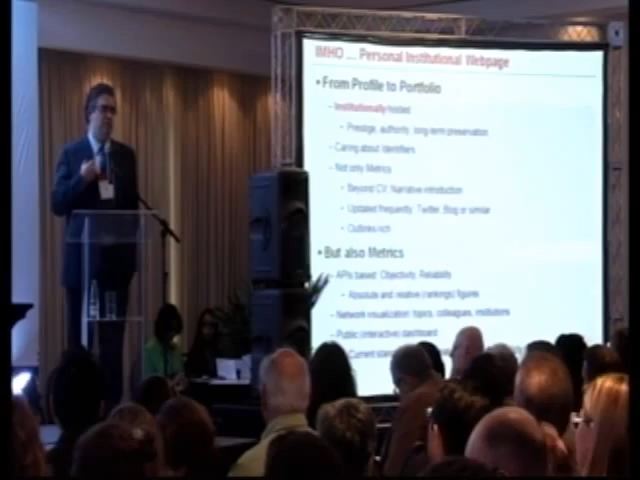 IMHO ... Personal Institutional Webpage
• From Profile to Portfolio
– Institutionally hosted
• Prestige, authority, long-term preservation
– Caring about Identifiers
– Not only Metrics
• Beyond CV: Narrative introduction
• Updated frequently: Twitter, Blog or similar
• Outlinks rich
• But also Metrics
– APIs based: Objectivity, Reliability
• Absolute and relative (rankings) figures
– Network visualization: topics, colleagues, institutions
– Public (interactive) dashboard
Current